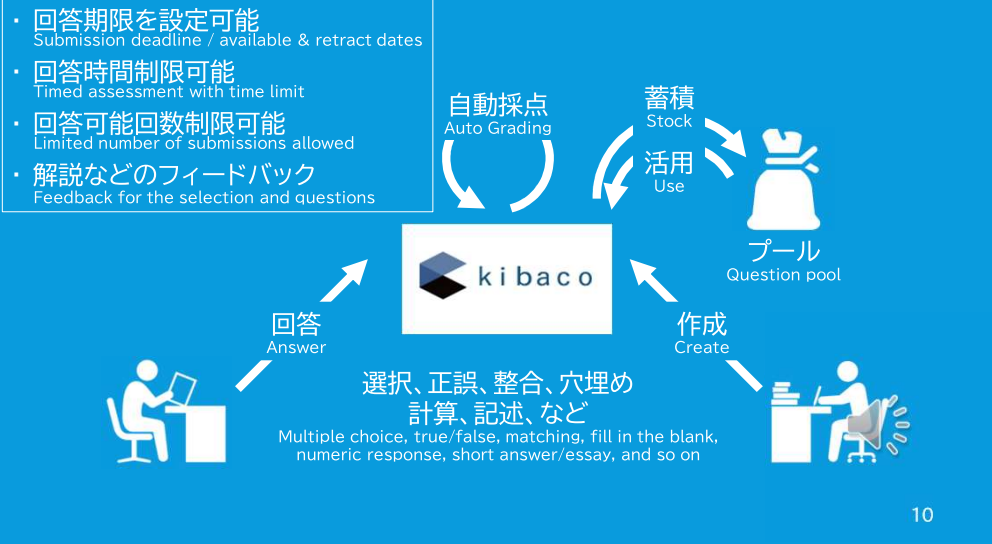 ・ 回答期限を設定可能
Submission deadline / available & retract dates
・ 回答時間制限可能
Timed assessment with time limit
・ 回答可能回数制限可能
Limited number of submissions allowed
・ 解説などのフィードバック
Feedback for the selection and questions
自動採点
Auto Grading
蓄積
Stock
活用
Use
プール
Question pool
kibaco
回答
Answer
作成
Create
選択、正誤、整合、穴埋め
計算、記述、など
Multiple choice, true/false, matching, fill in the blank,
numeric response, short answer/essay, and so on
10